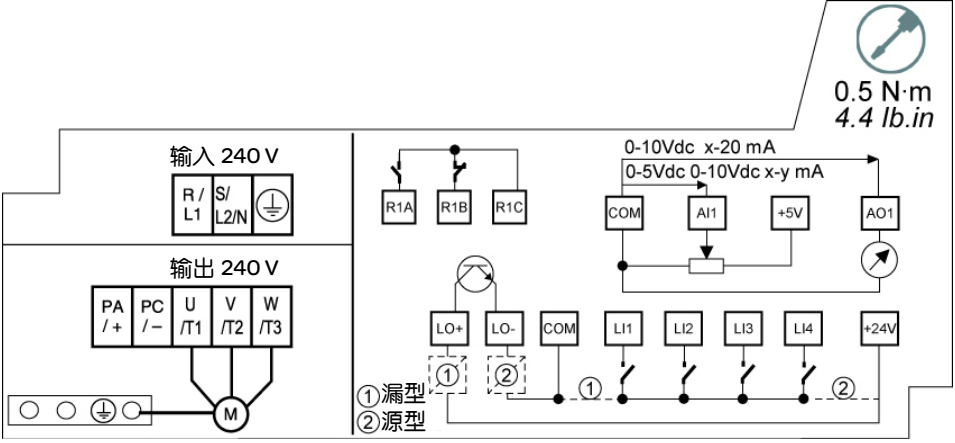 0.5 N·m
4.4 lb.in
输入 240 V
R / L1
S/ L2/N
输出 240 V
PA / +
PC / –
U /T1
V /T2
W /T3
M
R1A
R1B
R1C
0-10Vdc x-20 mA
0-5Vdc 0-10Vdc x-y mA
COM
AI1
+5V
AO1
LO+
LO-
COM
LI1
LI2
LI3
LI4
+24V
①
②
①
②
①漏型
②源型